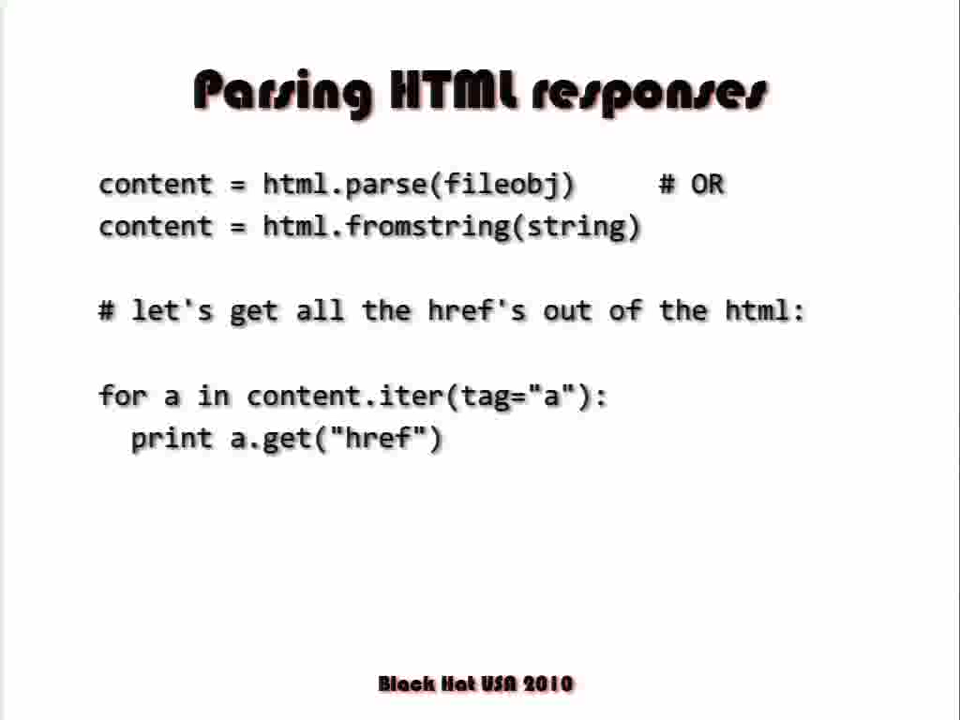 Parsing HTML responses
content = html.parse(fileobj)     # OR
content = html.fromstring(string)
# let's get all the href's out of the html:
for a in content.iter(tag="a"):
  print a.get("href")
Black Hat USA 2010